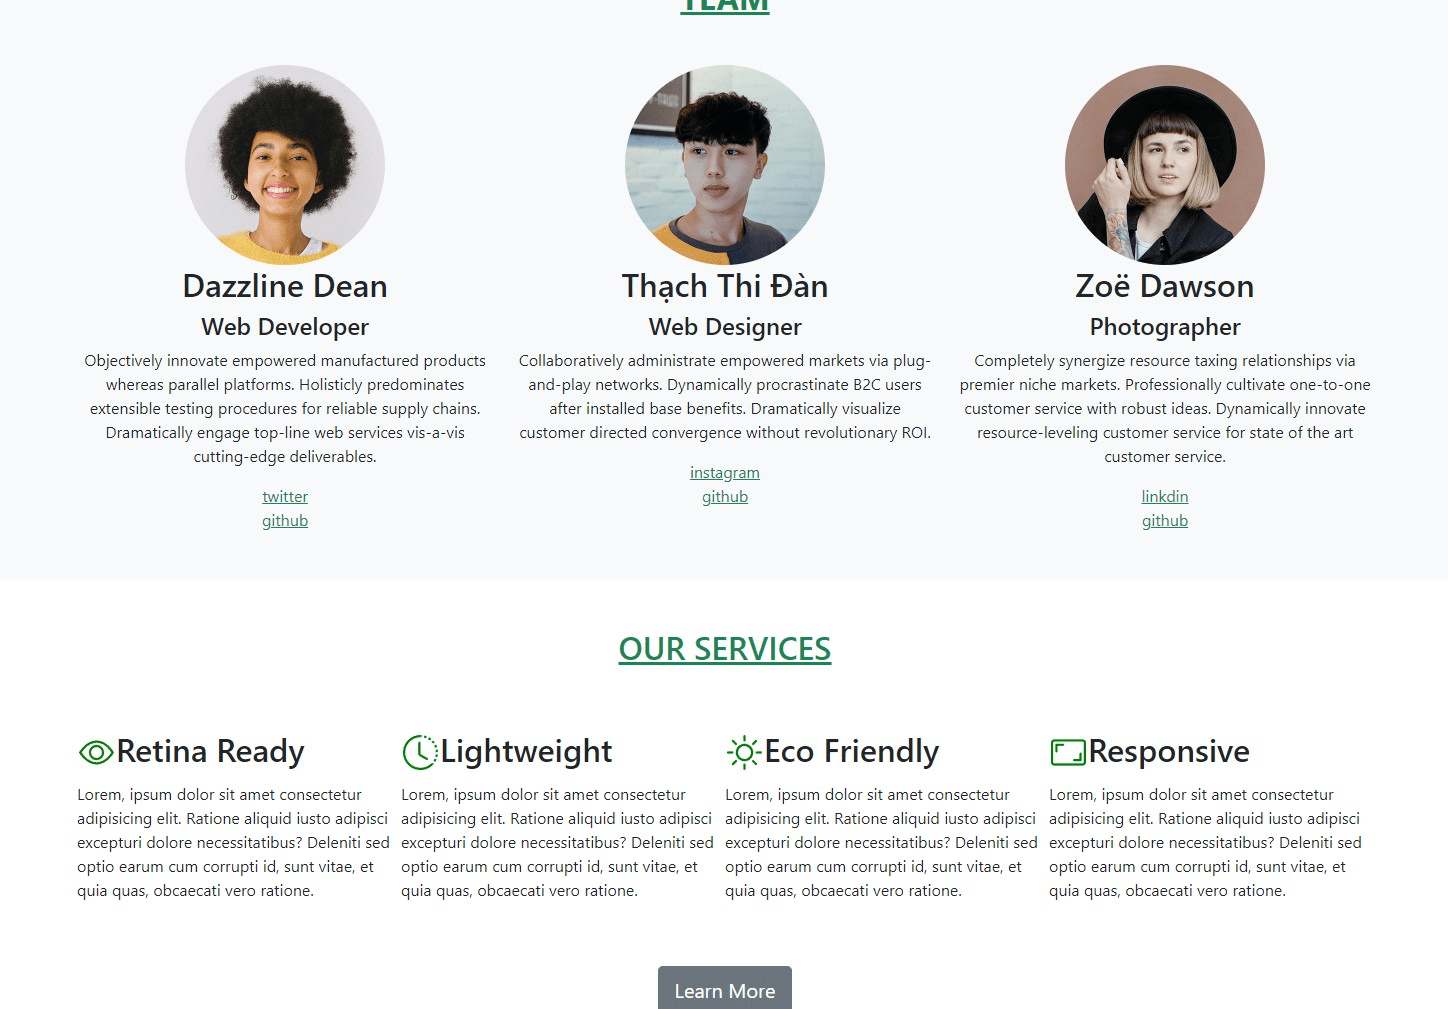 TEAM
Dazzline Dean
Web Developer
Objectively innovate empowered manufactured products
whereas parallel platforms. Holisticly predominates
extensible testing procedures for reliable supply chains.
Dramatically engage top-line web services vis-a-vis
cutting-edge deliverables.
twitter
github
Thạch Thi Đàn
Web Designer
Collaboratively administrate empowered markets via plug-
and-play networks. Dynamically procrastinate B2C users
after installed base benefits. Dramatically visualize
customer directed convergence without revolutionary ROI.
instagram
github
Zoë Dawson
Photographer
Completely synergize resource taxing relationships via
premier niche markets. Professionally cultivate one-to-one
customer service with robust ideas. Dynamically innovate
resource-leveling customer service for state of the art
customer service.
linkdin
github
OUR SERVICES
Retina Ready
Lorem, ipsum dolor sit amet consectetur
adipisicing elit. Ratione aliquid iusto adipisci
excepturi dolore necessitatibus? Deleniti sed
optio earum cum corrupti id, sunt vitae, et
quia quas, obcaecati vero ratione.
Lightweight
Lorem, ipsum dolor sit amet consectetur
adipisicing elit. Ratione aliquid iusto adipisci
excepturi dolore necessitatibus? Deleniti sed
optio earum cum corrupti id, sunt vitae, et
quia quas, obcaecati vero ratione.
Eco Friendly
Lorem, ipsum dolor sit amet consectetur
adipisicing elit. Ratione aliquid iusto adipisci
excepturi dolore necessitatibus? Deleniti sed
optio earum cum corrupti id, sunt vitae, et
quia quas, obcaecati vero ratione.
Responsive
Lorem, ipsum dolor sit amet consectetur
adipisicing elit. Ratione aliquid iusto adipisci
excepturi dolore necessitatibus? Deleniti sed
optio earum cum corrupti id, sunt vitae, et
quia quas, obcaecati vero ratione.
Learn More